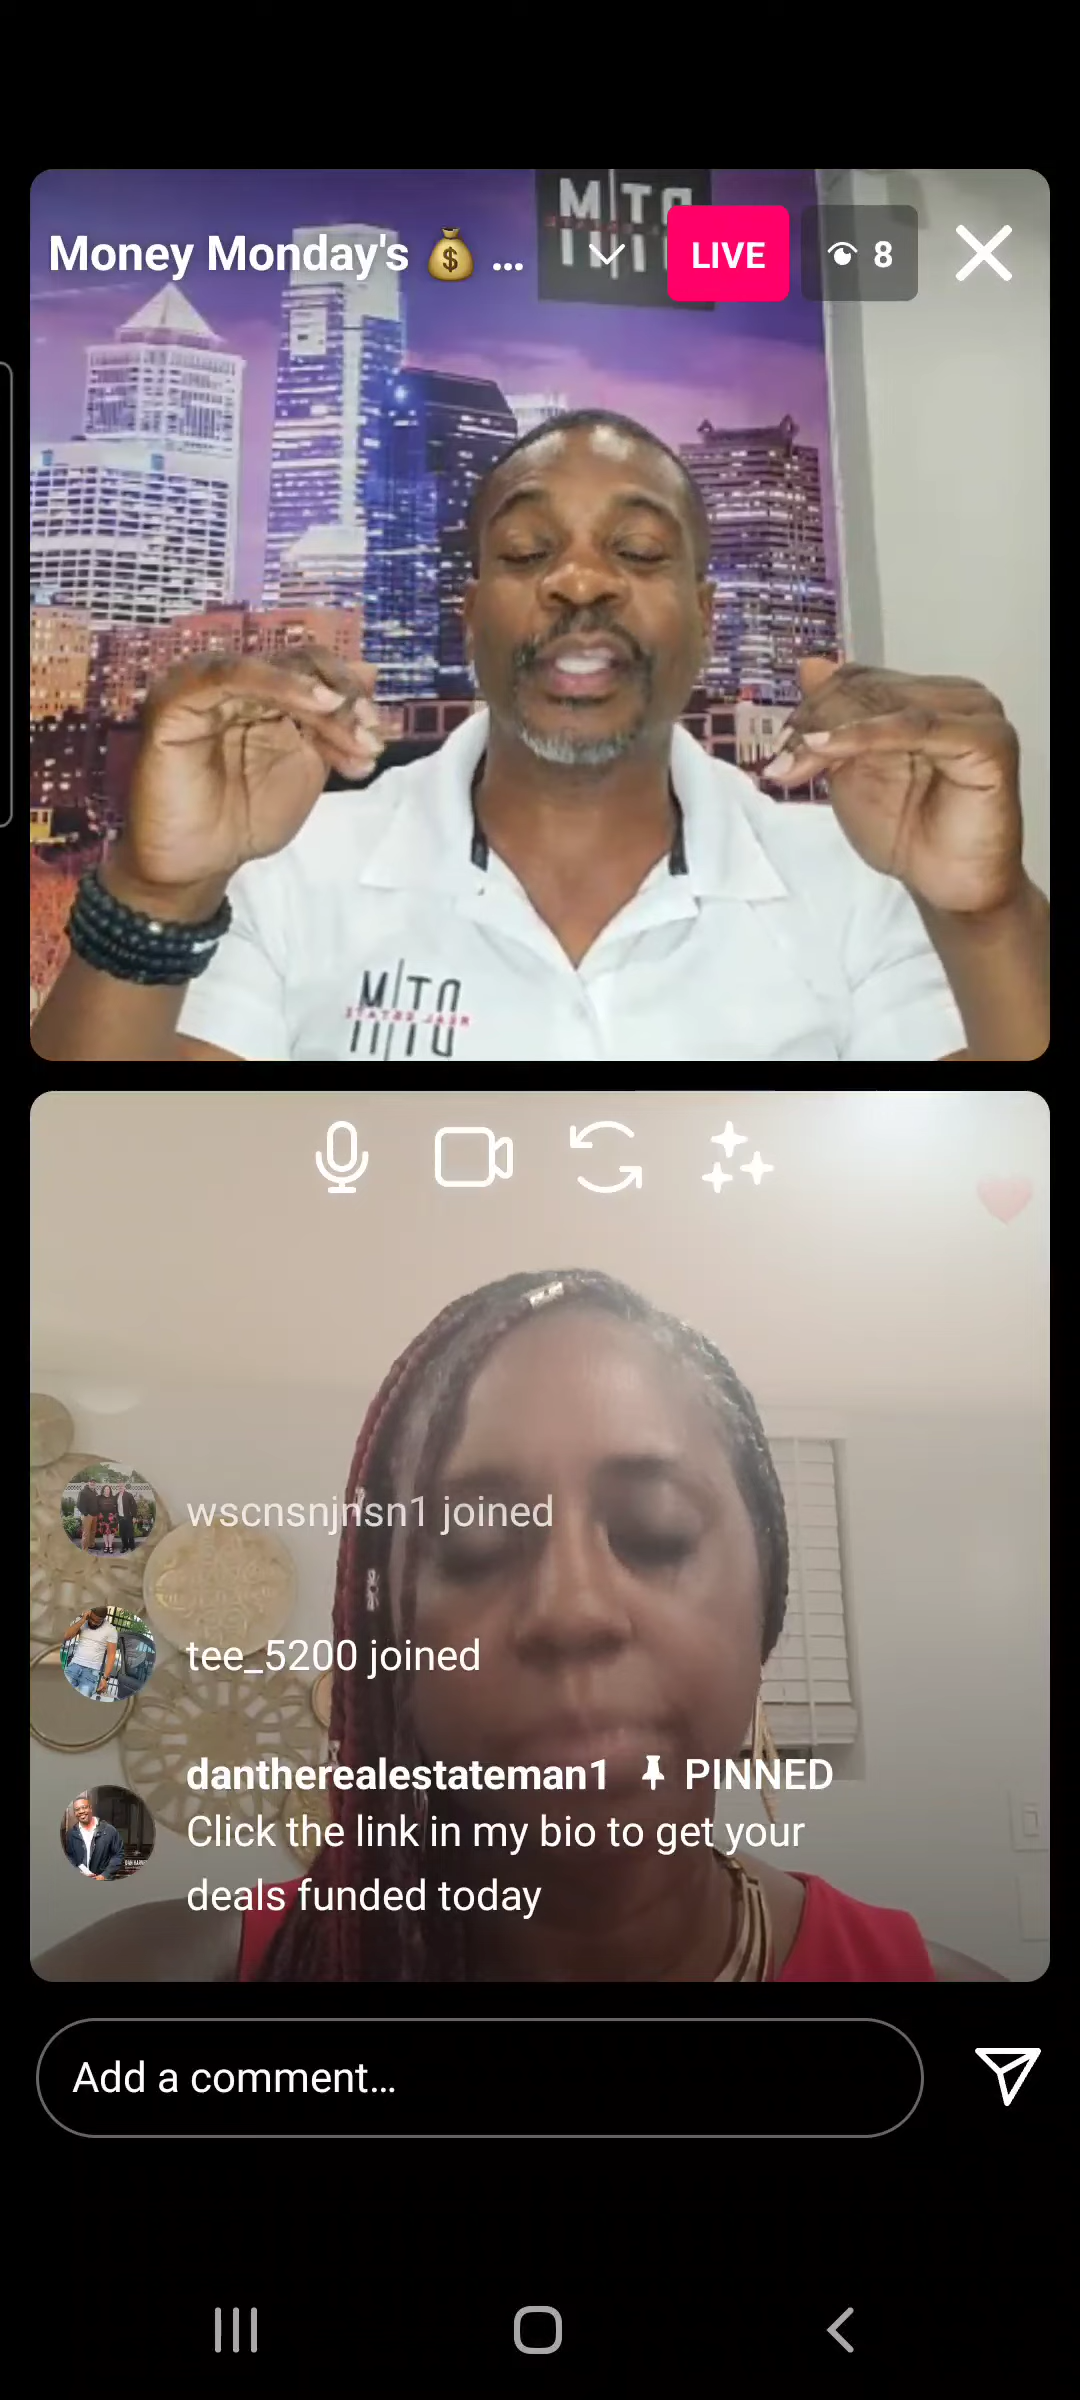 Money Monday's 💰 ...
LIVE
8
wscnsnjnsn1 joined
tee_5200 joined
dantherealestateman1 PINNED
Click the link in my bio to get your
deals funded today
Add a comment...